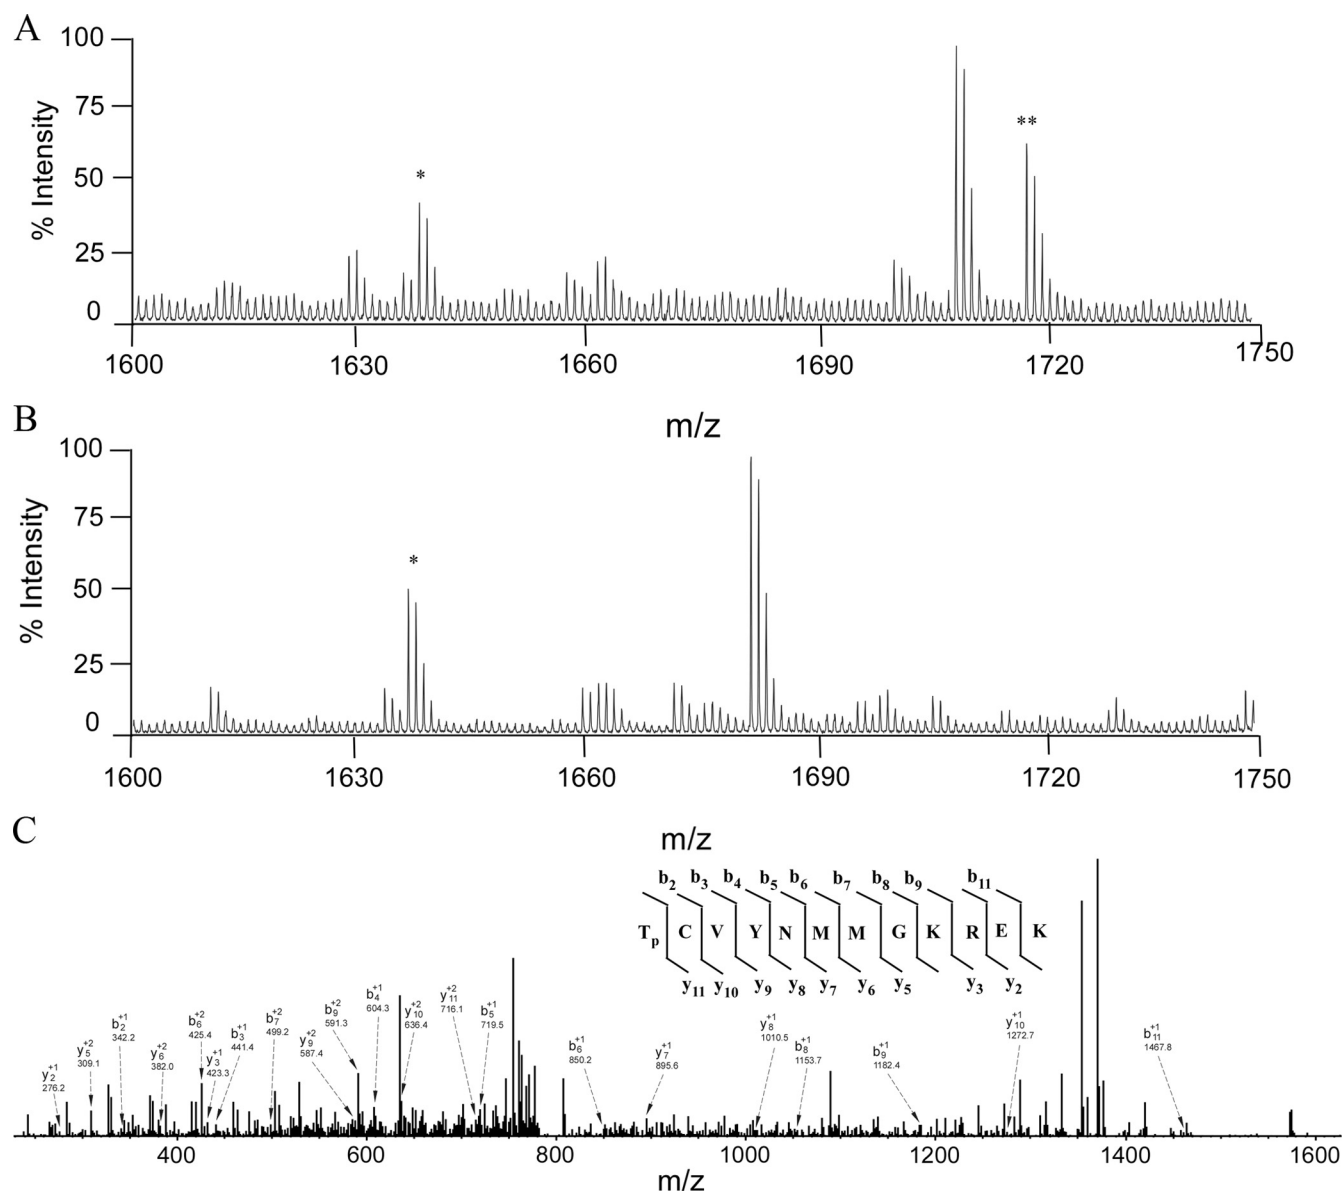 A
100
75
50
25
0
% Intensity
*
**
1600 1630 1660 1690 1720 1750
m/z
B
100
75
50
25
0
% Intensity
*
1600 1630 1660 1690 1720 1750
m/z
C
b2 b3 b4 b5 b6 b7 b8 b9 b11
Tp C V Y N M M G K R E K
y11 y10 y9 y8 y7 y6 y5 y3 y2
y2+1
276.2
y5+2
309.1
b2+1
342.2
y6+2
382.0
b6+2
425.4
y3+1
423.3
b3+1
441.4
b7+2
499.2
y9+2
587.4
b9+2
591.3
b4+1
604.3
y10+2
636.4
y11+2
716.1
b5+1
719.5
b6+1
850.2
y7+1
895.6
y8+1
1010.5
b8+1
1153.7
b9+1
1182.4
y10+1
1272.7
b11+1
1467.8
400 600 800 1000 1200 1400 1600
m/z